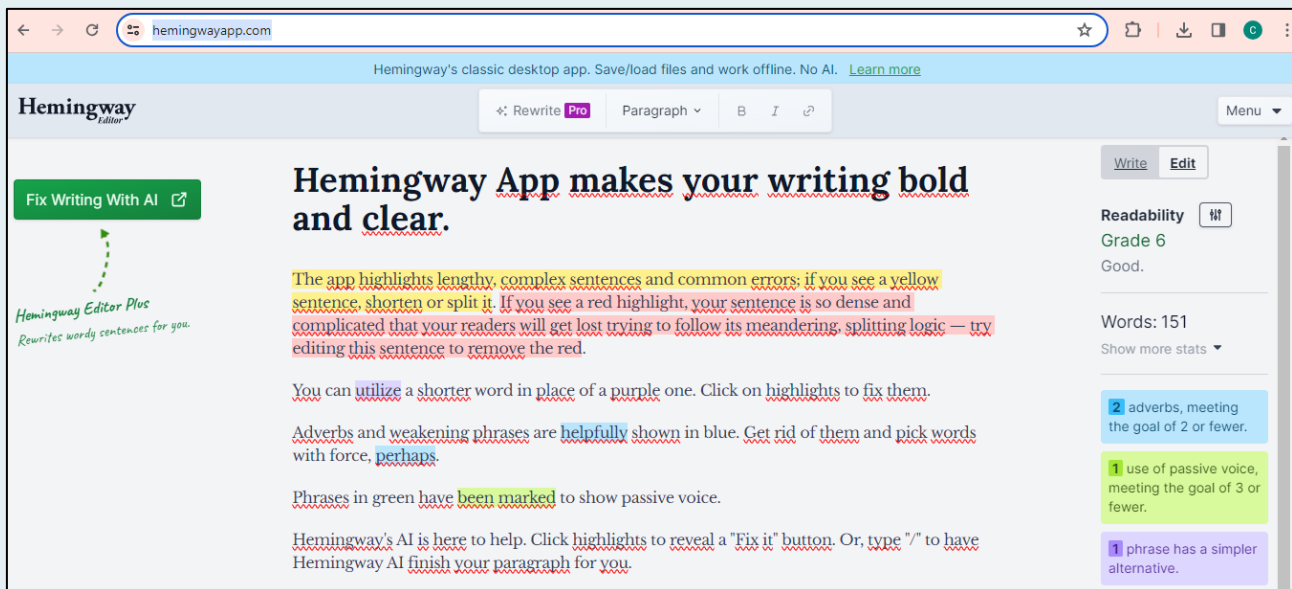 hemingwayapp.com
C
Hemingway's classic desktop app. Save/load files and work offline. No AI. Learn more
Hemingway
Editor
Rewrite Pro
Paragraph
B
I
Menu
Write
Edit
Fix Writing With AI
Hemingway Editor Plus
Rewrites wordy sentences for you.
Hemingway App makes your writing bold
and clear.
The app highlights lengthy, complex sentences and common errors; if you see a yellow
sentence, shorten or split it. If you see a red highlight, your sentence is so dense and
complicated that your readers will get lost trying to follow its meandering, splitting logic — try
editing this sentence to remove the red.
You can utilize a shorter word in place of a purple one. Click on highlights to fix them.
Adverbs and weakening phrases are helpfully shown in blue. Get rid of them and pick words
with force, perhaps.
Phrases in green have been marked to show passive voice.
Hemingway's AI is here to help. Click highlights to reveal a "Fix it" button. Or, type "/" to have
Hemingway AI finish your paragraph for you.
Readability
Grade 6
Good.
Words: 151
Show more stats
2 adverbs, meeting
the goal of 2 or fewer.
1 use of passive voice,
meeting the goal of 3 or
fewer.
1 phrase has a simpler
alternative.